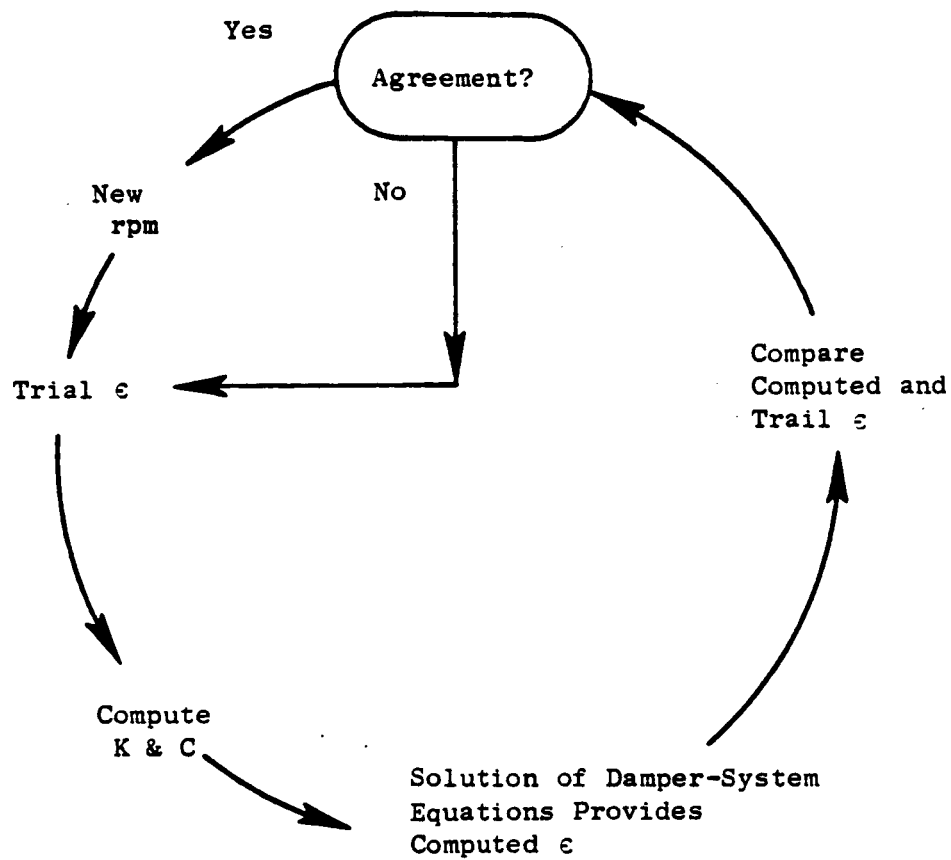 Yes
Agreement?
No
New
rpm
Trial ϵ
Compute
K & C
Solution of Damper-System
Equations Provides
Computed ϵ
Compare
Computed and
Trail ϵ